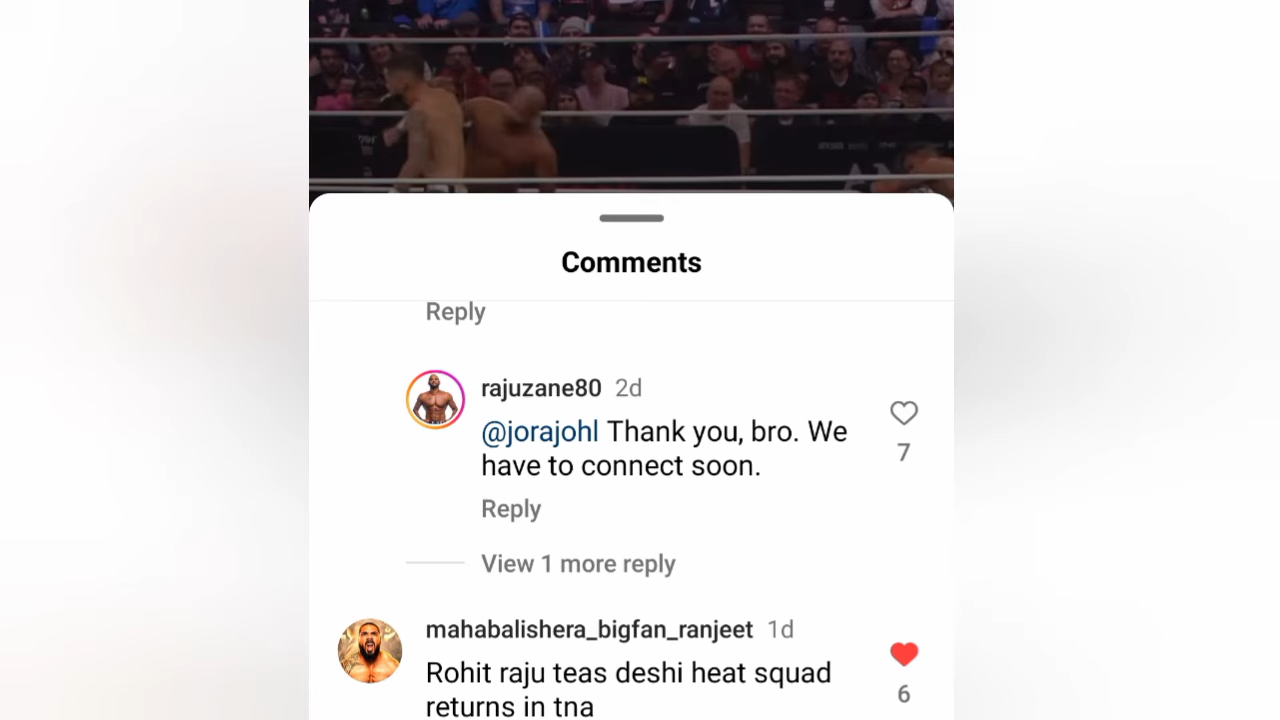 Comments
Reply
rajuzane80 2d
@jorajohl Thank you, bro. We
have to connect soon.
7
Reply
View 1 more reply
mahabalishera_bigfan_ranjeet 1d
Rohit raju teas deshi heat squad
returns in tna
6